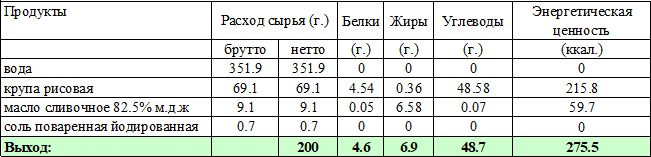 Продукты Расход сырья (г.) Белки Жиры Углеводы Энергетическая ценность
брутто нетто (г.) (г.) (г.) (ккал.)
вода 351.9 351.9 0 0 0 0
крупа рисовая 69.1 69.1 4.54 0.36 48.58 215.8
масло сливочное 82.5% м.д.ж 9.1 9.1 0.05 6.58 0.07 59.7
соль поваренная йодированная 0.7 0.7 0 0 0 0
Выход: 200 4.6 6.9 48.7 275.5